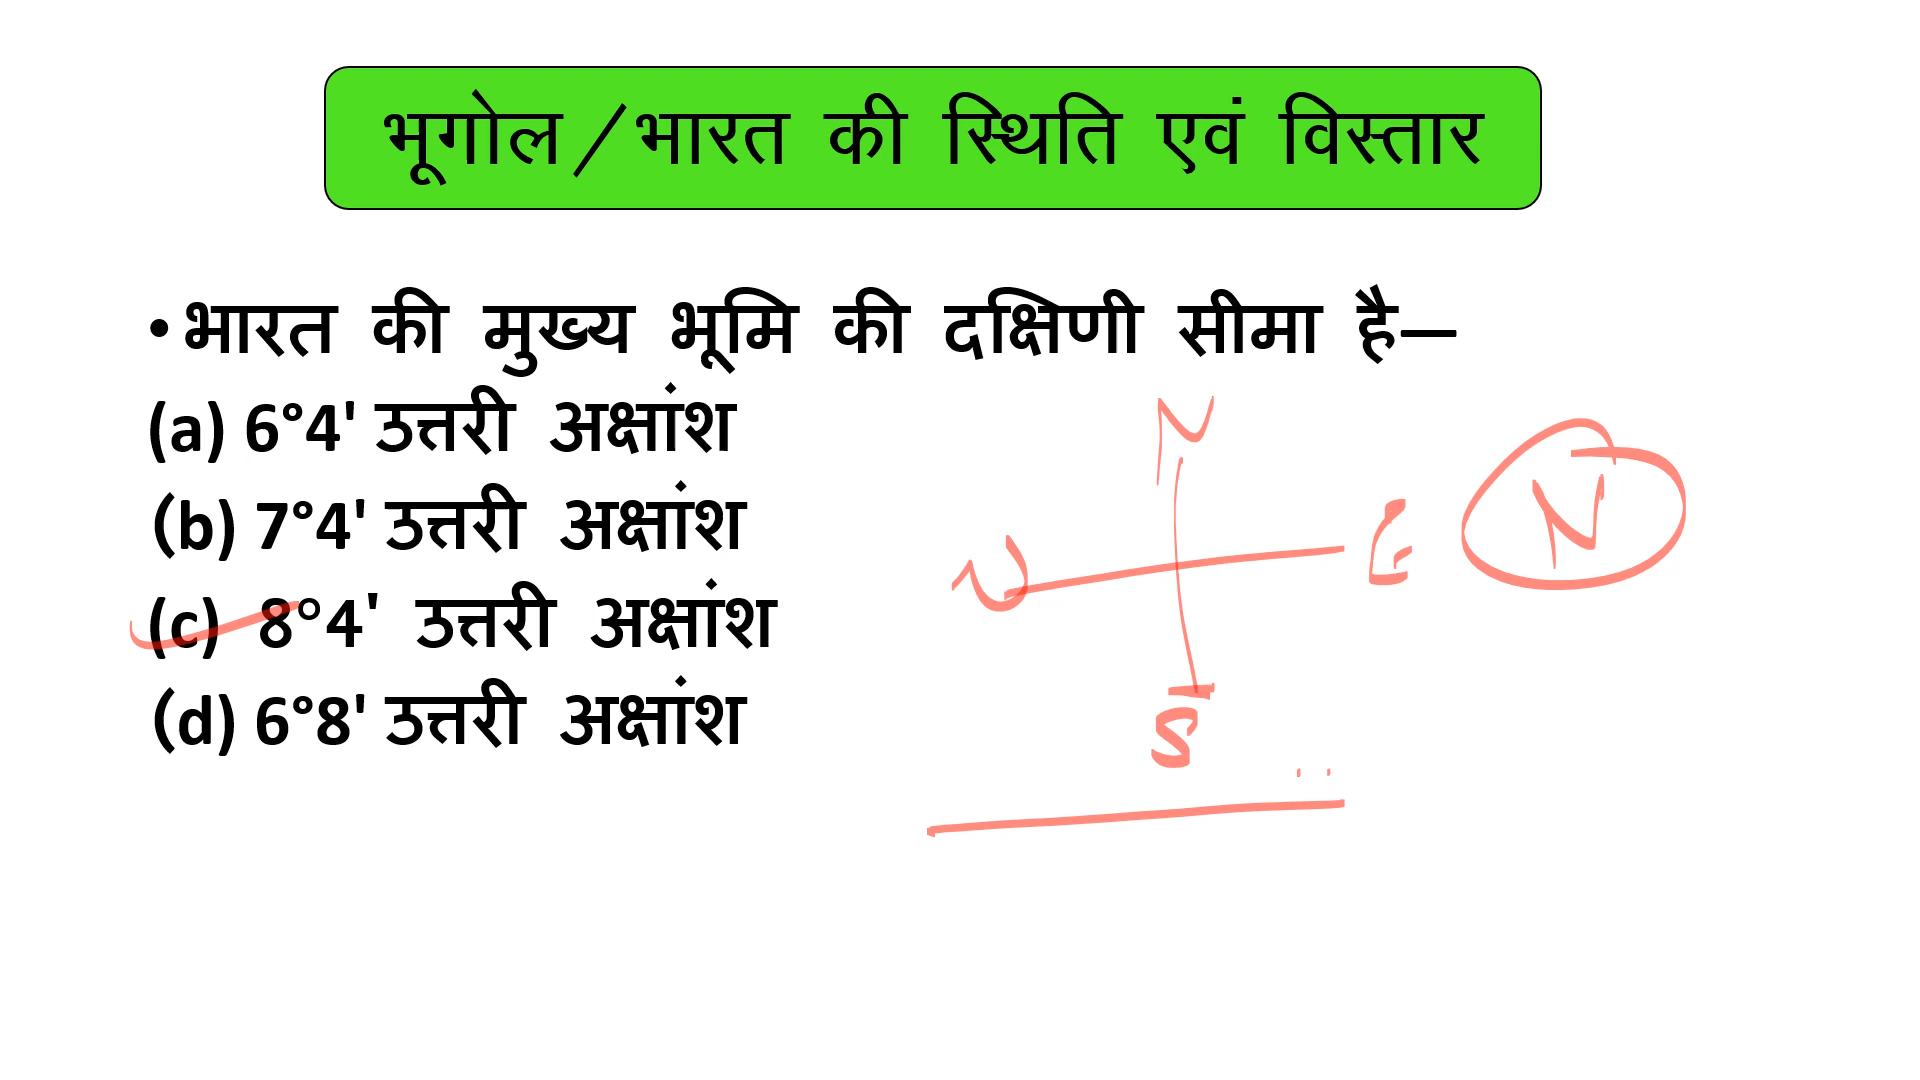 भूगोल/भारत की स्थिति एवं विस्तार
•भारत की मुख्य भूमि की दक्षिणी सीमा है—
(a) 6°4' उत्तरी अक्षांश
(b) 7°4' उत्तरी अक्षांश
(c) 8°4' उत्तरी अक्षांश
(d) 6°8' उत्तरी अक्षांश
N
W E N
S